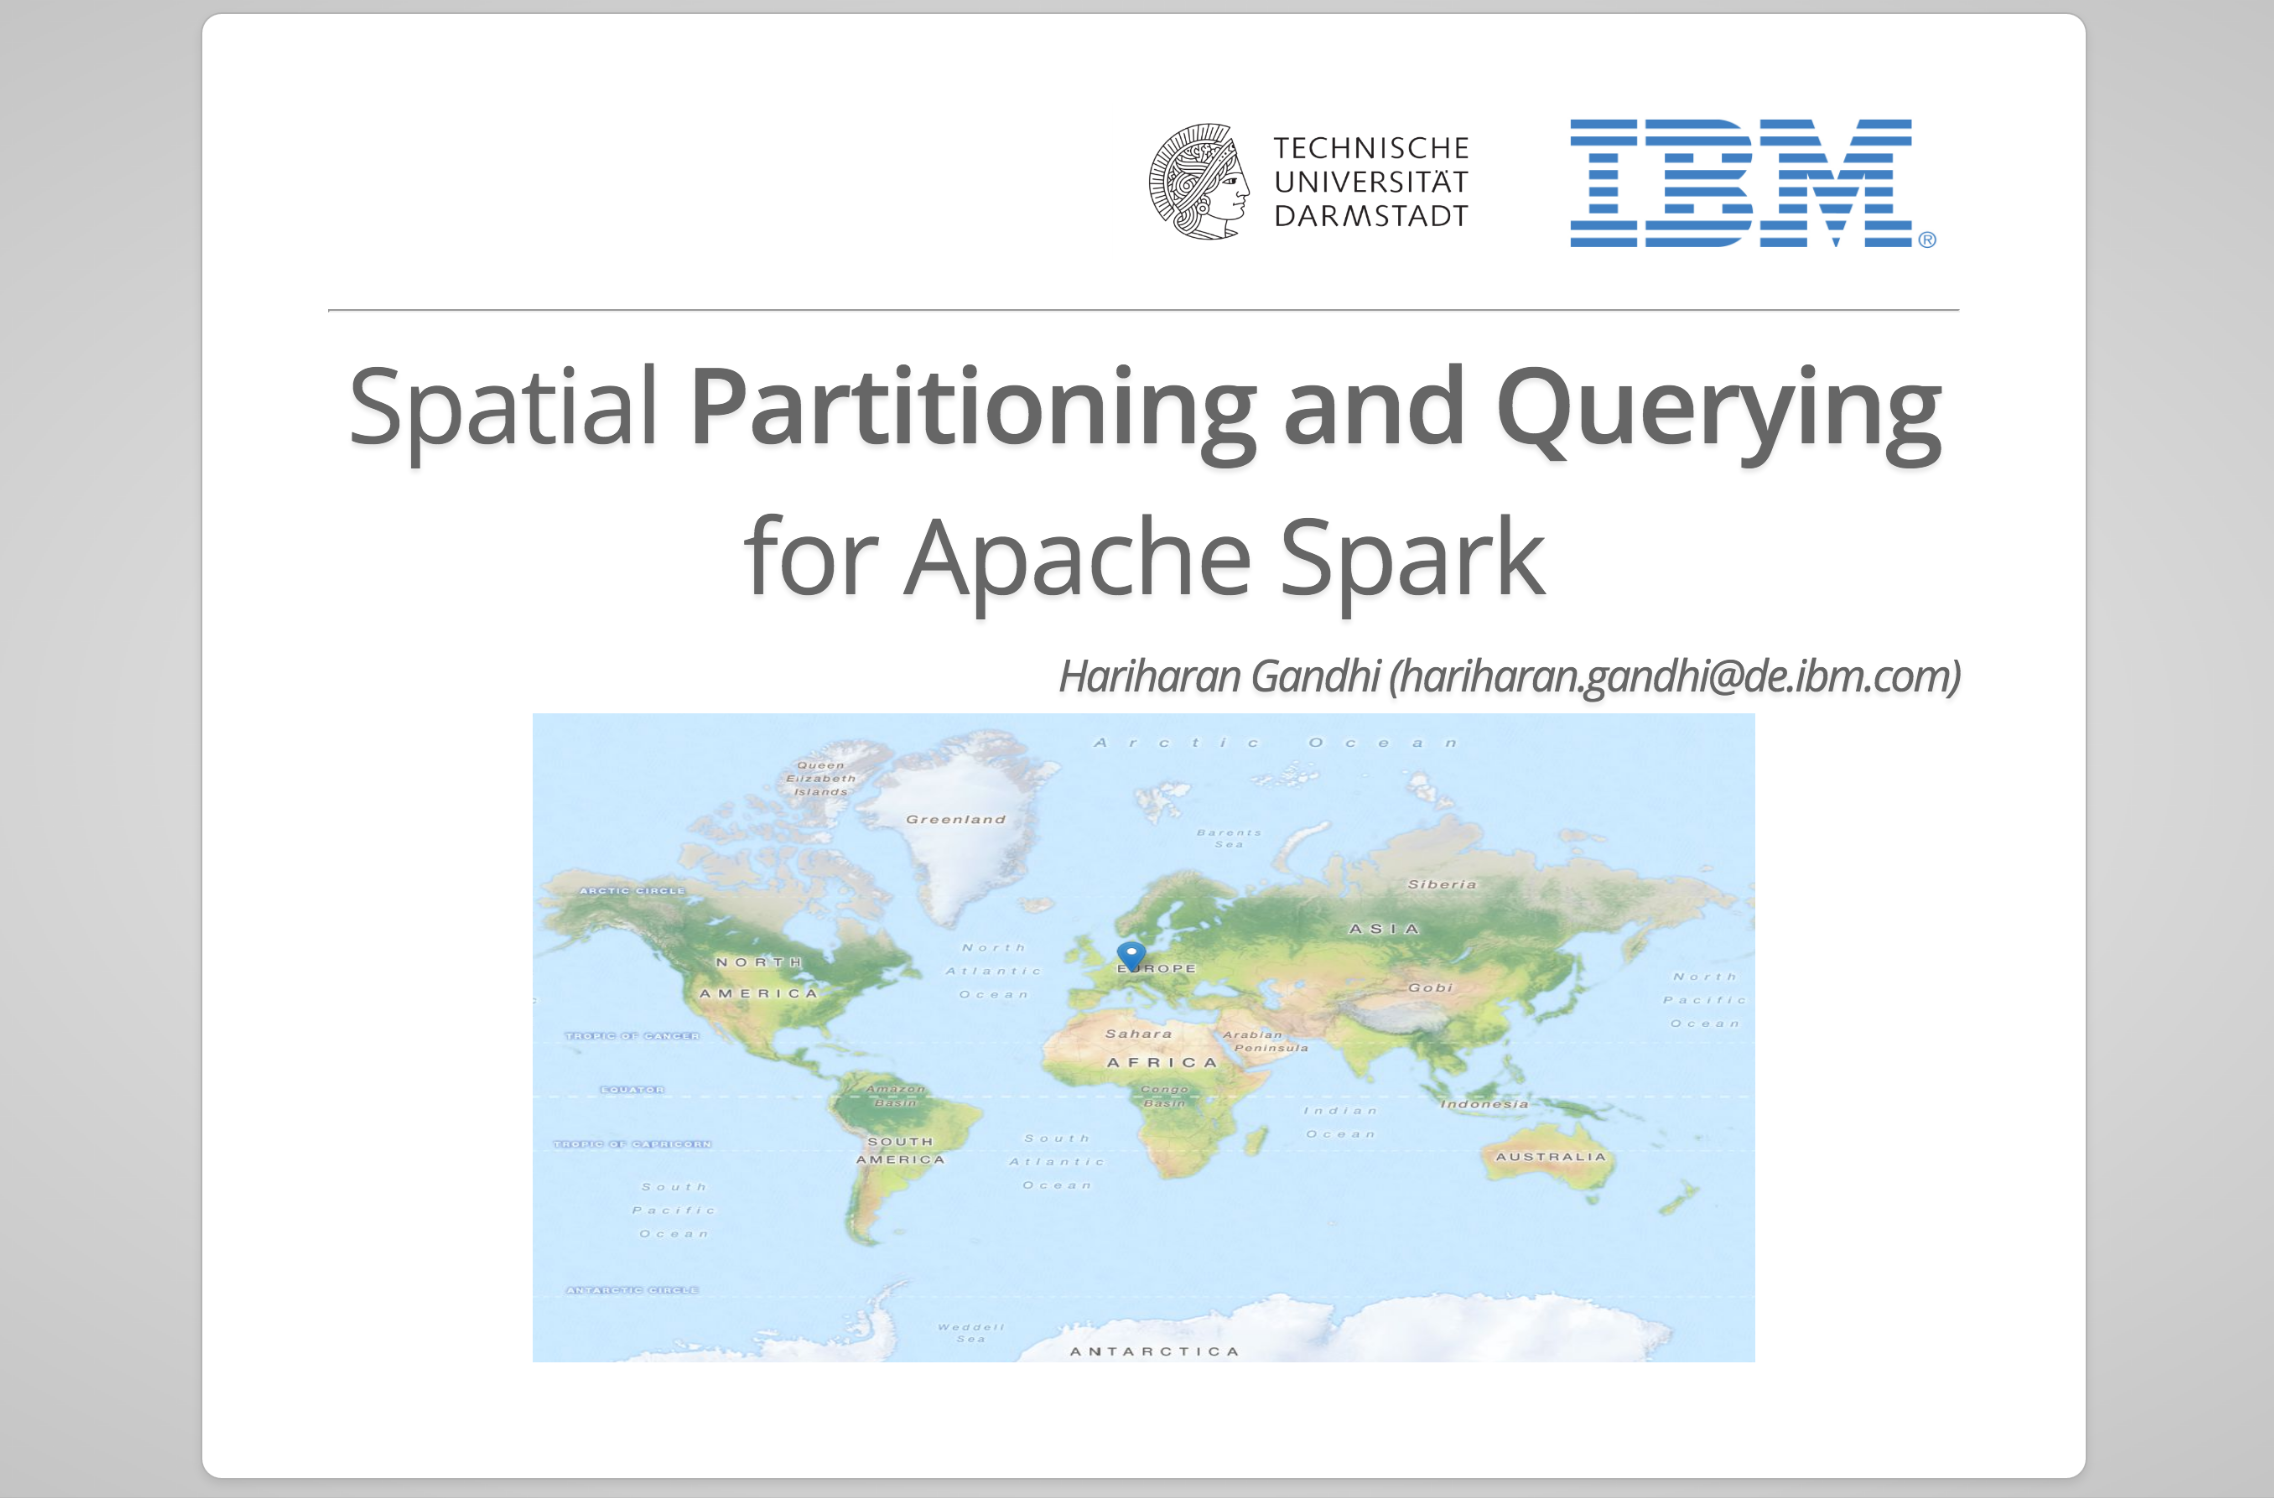 TECHNISCHE
UNIVERSITÄT
DARMSTADT
IBM®
Spatial Partitioning and Querying
for Apache Spark
Hariharan Gandhi (hariharan.gandhi@de.ibm.com)
Arctic Ocean
Queen
Elizabeth
Islands
Greenland
Barents
Sea
ARCTIC CIRCLE
Siberia
ASIA
North
Atlantic
Ocean
NORTH
AMERICA
EUROPE
Gobi
North
Pacific
Ocean
TROPIC OF CANCER
Sahara
Arabian
Peninsula
AFRICA
EQUATOR
Amazon
Basin
Congo
Basin
Indonesia
Indian
Ocean
TROPIC OF CAPRICORN
SOUTH
AMERICA
South
Atlantic
Ocean
AUSTRALIA
South
Pacific
Ocean
ANTARCTIC CIRCLE
Weddell
Sea
ANTARCTICA